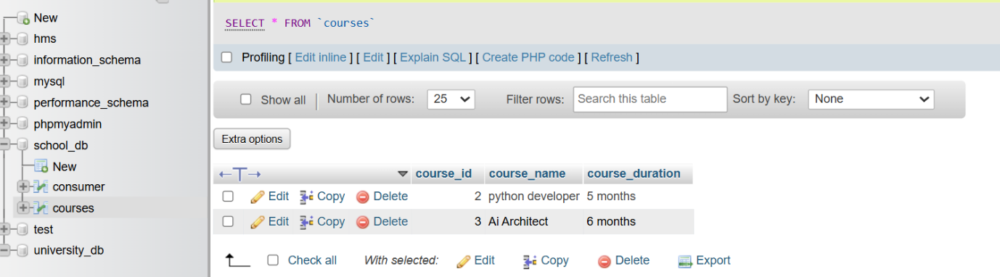 New
hms
information_schema
mysql
performance_schema
phpmyadmin
school_db
New
consumer
courses
test
university_db
SELECT * FROM `courses`
Profiling [ Edit inline ] [ Edit ] [ Explain SQL ] [ Create PHP code ] [ Refresh ]
Show all Number of rows: 25 Filter rows: Search this table Sort by key: None
Extra options
course_id course_name course_duration
Edit Copy Delete 2 python developer 5 months
Edit Copy Delete 3 Ai Architect 6 months
Check all With selected: Edit Copy Delete Export